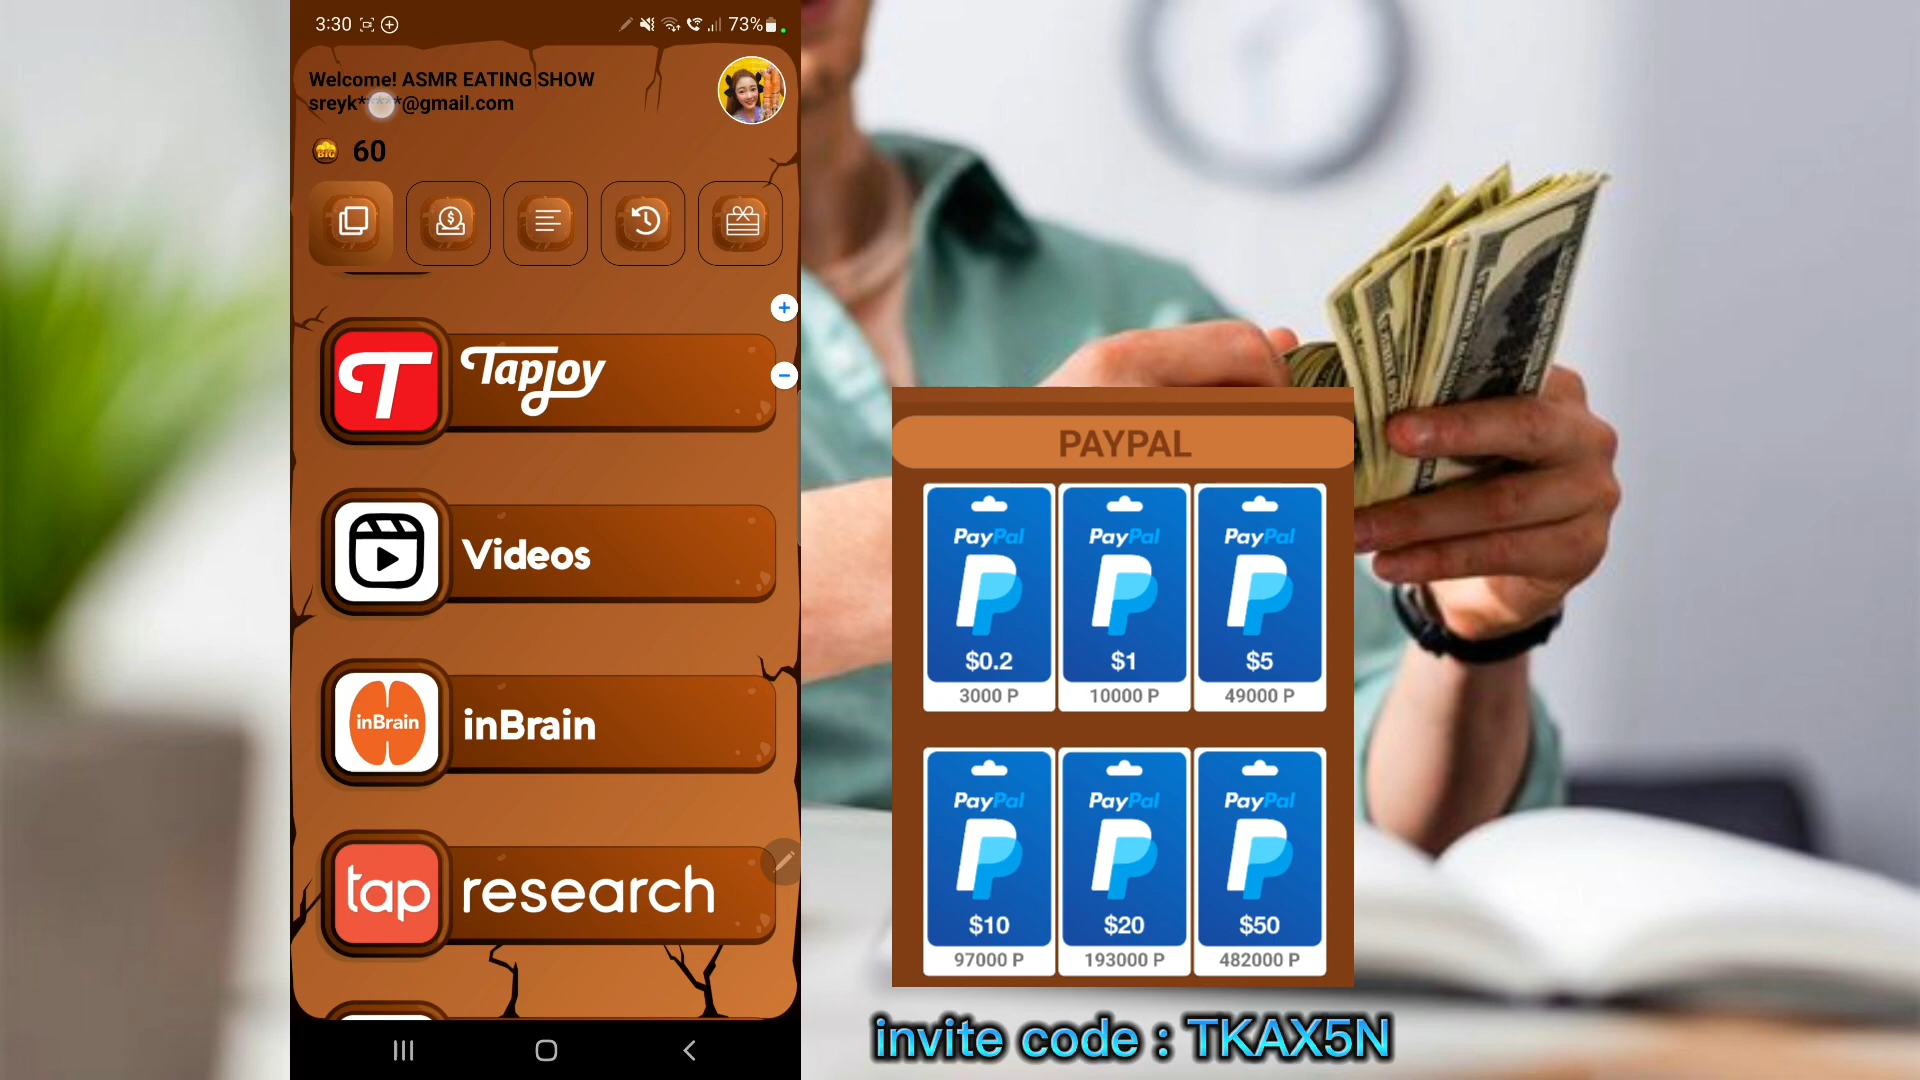 3:30
73%
Welcome! ASMR EATING SHOW
sreyk*****@gmail.com
BIG
60
T
Tapjoy
Videos
inBrain
inBrain
tap
research
PAYPAL
PayPal PayPal PayPal
$0.2 $1 $5
3000 P 10000 P 49000 P
PayPal PayPal PayPal
$10 $20 $50
97000 P 193000 P 482000 P
invite code : TKAX5N